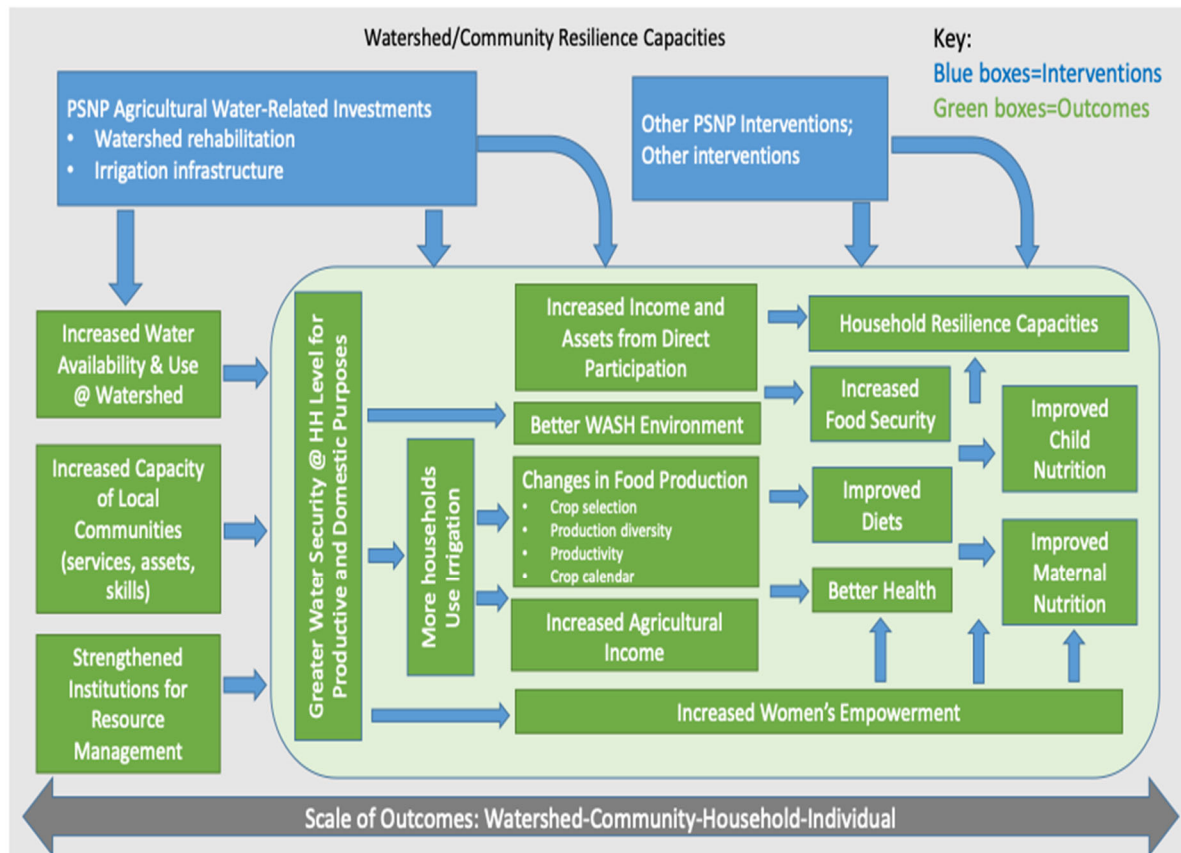 Watershed/Community Resilience Capacities
Key:
Blue boxes=Interventions
Green boxes=Outcomes
PSNP Agricultural Water-Related Investments
• Watershed rehabilitation
• Irrigation infrastructure
Other PSNP Interventions;
Other interventions
Increased Water
Availability & Use
@ Watershed
Increased Capacity
of Local
Communities
(services, assets,
skills)
Strengthened
Institutions for
Resource
Management
Greater Water Security @ HH Level for
Productive and Domestic Purposes
More households
Use Irrigation
Increased Income and
Assets from Direct
Participation
Better WASH Environment
Changes in Food Production
• Crop selection
• Production diversity
• Productivity
• Crop calendar
Increased Agricultural
Income
Household Resilience Capacities
Increased
Food Security
Improved
Diets
Better Health
Improved
Child
Nutrition
Improved
Maternal
Nutrition
Increased Women's Empowerment
Scale of Outcomes: Watershed-Community-Household-Individual